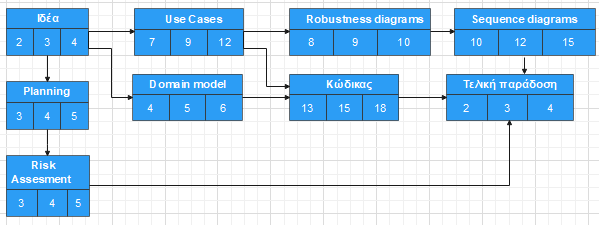 Ιδέα
2 3 4
Use Cases
7 9 12
Robustness diagrams
8 9 10
Sequence diagrams
10 12 15
Planning
3 4 5
Domain model
4 5 6
Κώδικας
13 15 18
Τελική παράδοση
2 3 4
Risk
Assesment
3 4 5